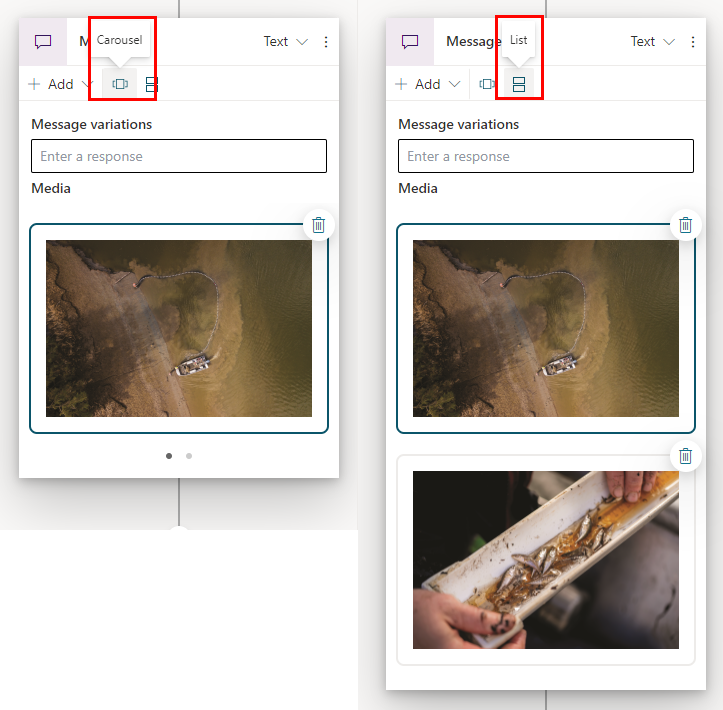 M
Carousel
Text
Add
Message variations
Enter a response
Media
Message
List
Text
Add
Message variations
Enter a response
Media